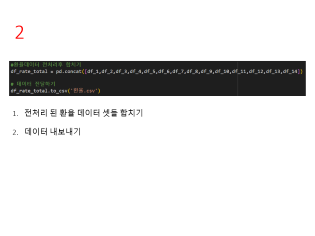 2
#환율데이터 전처리후 합치기
df_rate_total = pd.concat([df_1,df_2,df_3,df_4,df_5,df_6,df_7,df_8,df_9,df_10,df_11,df_12,df_13,df_14])
# 데이터 전달하기
df_rate_total.to_csv('환율.csv')
1. 전처리 된 환율 데이터 셋들 합치기
2. 데이터 내보내기